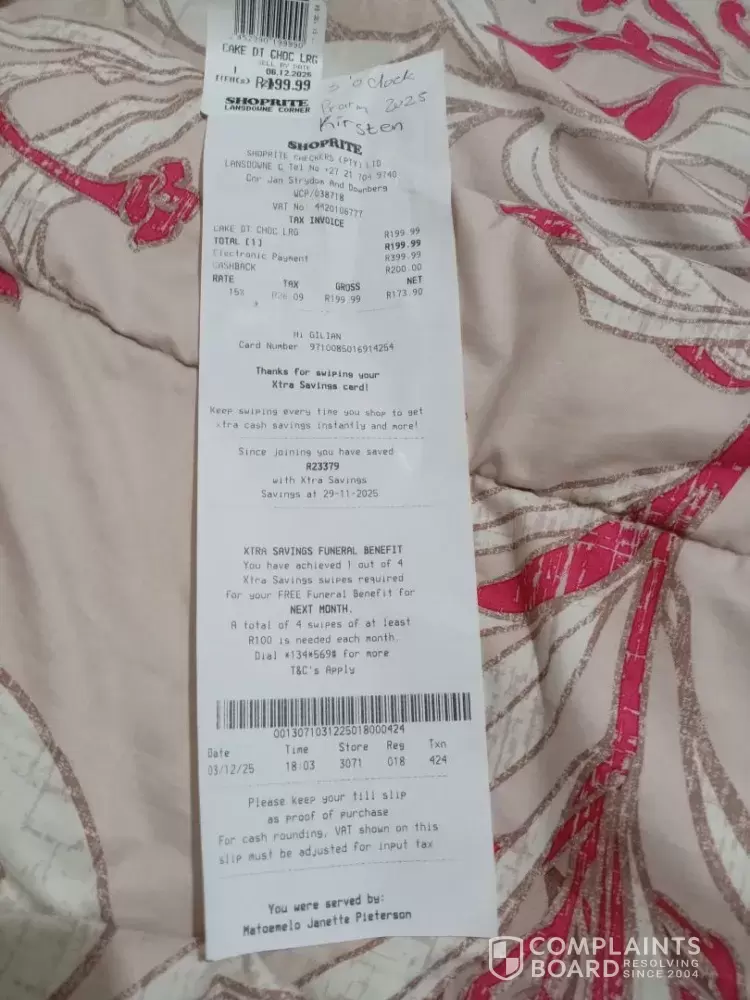 CAKE DT CHOC LRG
SELL BY DATE
1 06.12.2025
R199.99
SHOPRITE
LANSDOWNE CORNER
o'clock
2025
Kirsten
SHOPRITE
SHOPRITE CHECKERS (PTY) LTD
LANSDOWNE C Tel No +27 21 704 9740
Cnr Jan Strydom And Downberg
WCP/038718
VAT No 4420106777
TAX INVOICE
CAKE DT CHOC LRG R199.99
TOTAL [1] R199.99
Electronic Payment R399.99
CASHBACK R200.00
RATE TAX GROSS NET
15% R26.09 R199.99 R173.90
Hi GILIAN
Card Number 9710085016914254
Thanks for swiping your
Xtra Savings card!
Keep swiping every time you shop to get
xtra cash savings instantly and more!
Since joining you have saved
R23379
with Xtra Savings
Savings at 29-11-2025
XTRA SAVINGS FUNERAL BENEFIT
You have achieved 1 out of 4
Xtra Savings swipes required
for your FREE Funeral Benefit for
NEXT MONTH.
A total of 4 swipes of at least
R100 is needed each month.
Dial *134*569# for more
T&C's Apply
0013071031225018000424
Date Time Store Reg Txn
03/12/25 18:03 3071 018 424
Please keep your till slip
as proof of purchase
For cash rounding, VAT shown on this
slip must be adjusted for input tax
You were served by:
Matoemelo Janette Pieterson
COMPLAINTS
BOARD RESOLVING
SINCE 2004